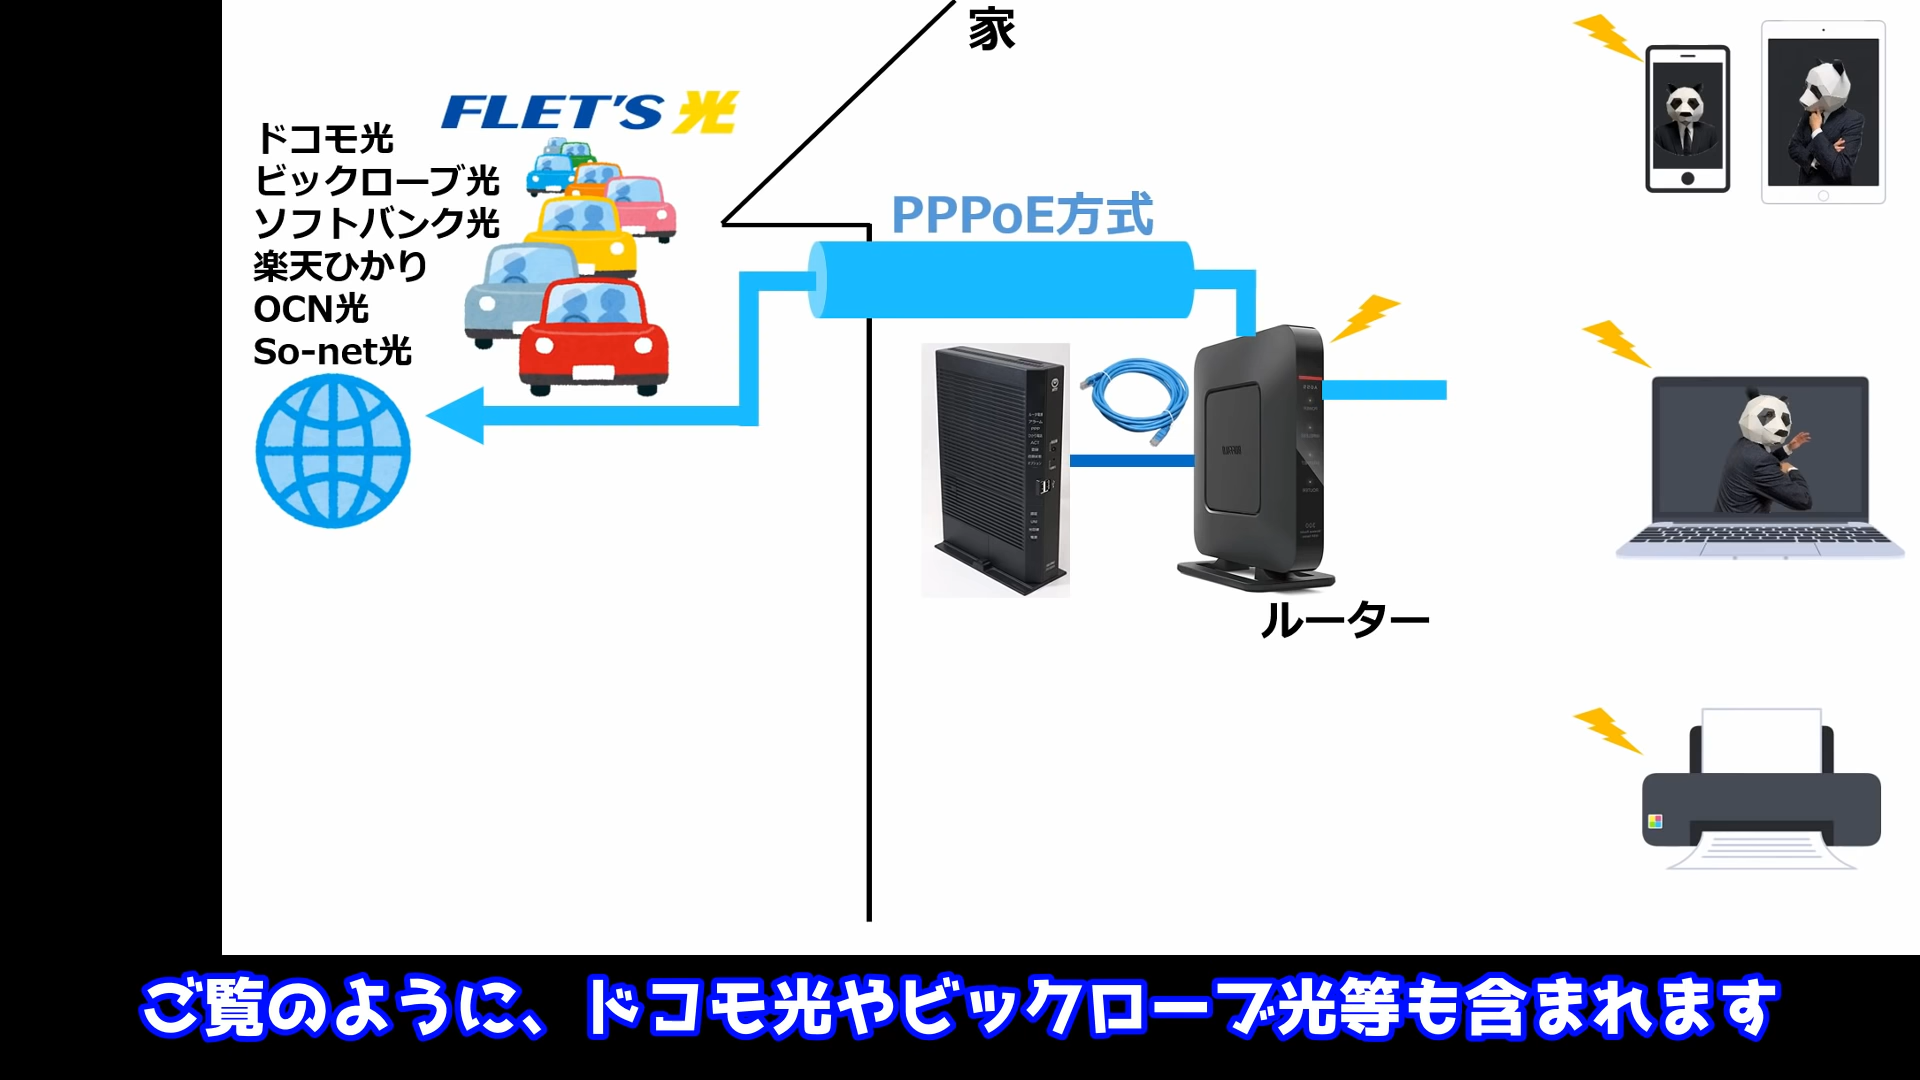 家
FLET'S 光
ドコモ光
ビックローブ光
ソフトバンク光
楽天ひかり
OCN光
So-net光
PPPoE方式
ルーター
ご覧のように、ドコモ光やビックローブ光等も含まれます